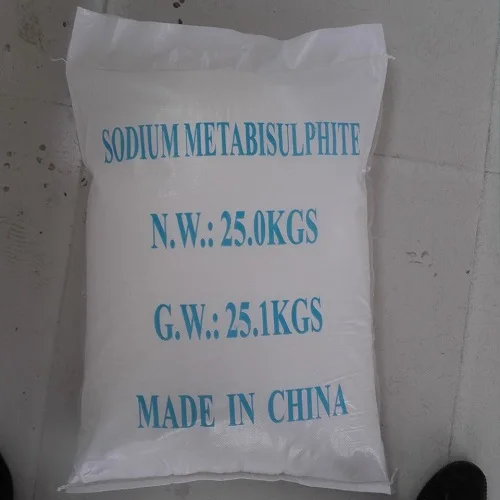 SODIUM METABISULPHITE
N.W.: 25.0KGS
G.W.: 25.1KGS
MADE IN CHINA